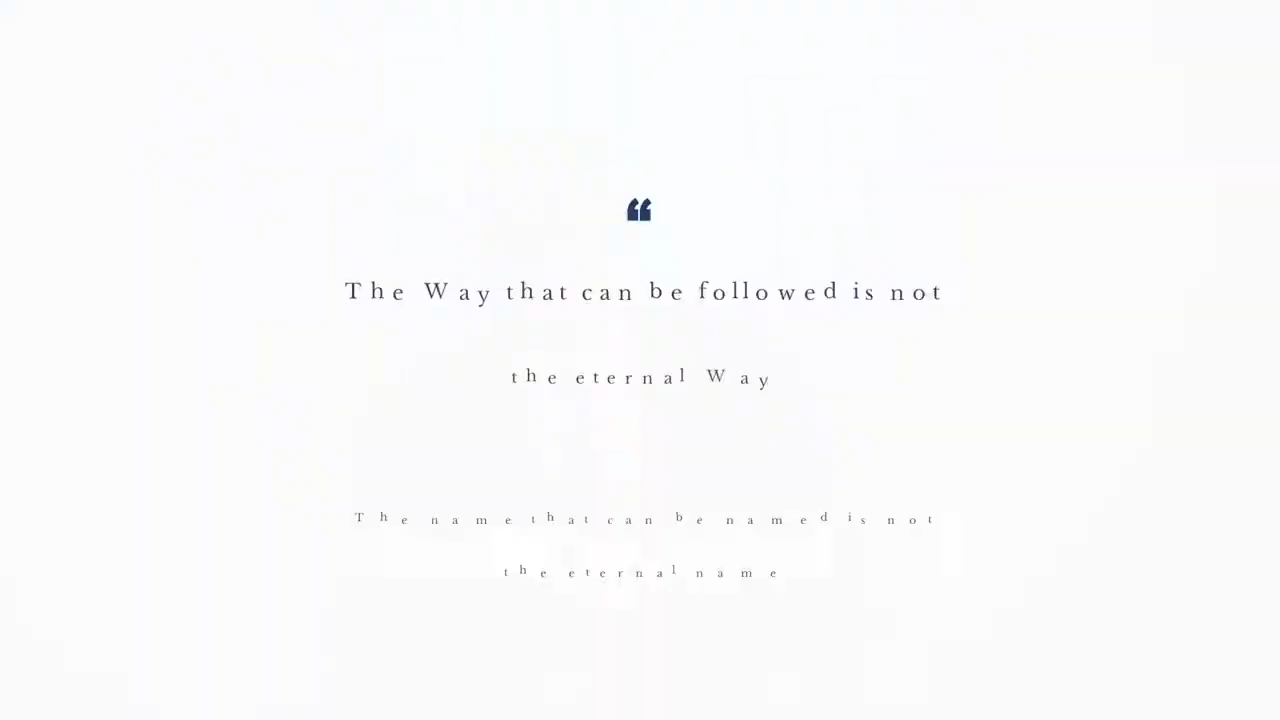 “
The Way that can be followed is not
the eternal Way
The name that can be named is not
the eternal name